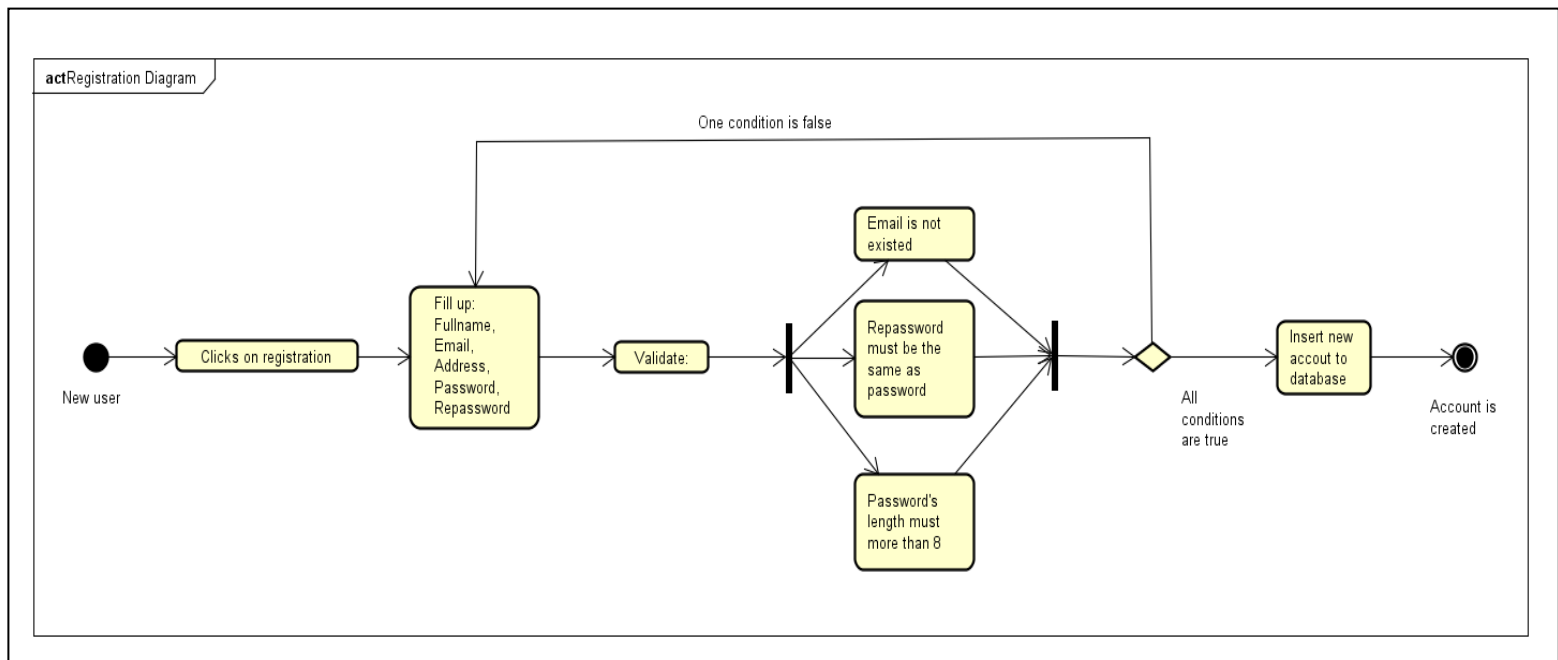 actRegistration Diagram
One condition is false
New user
Clicks on registration
Fill up:
Fullname,
Email,
Address,
Password,
Repassword
Validate:
Email is not
existed
Repassword
must be the
same as
password
Password's
length must
more than 8
All
conditions
are true
Insert new
accout to
database
Account is
created